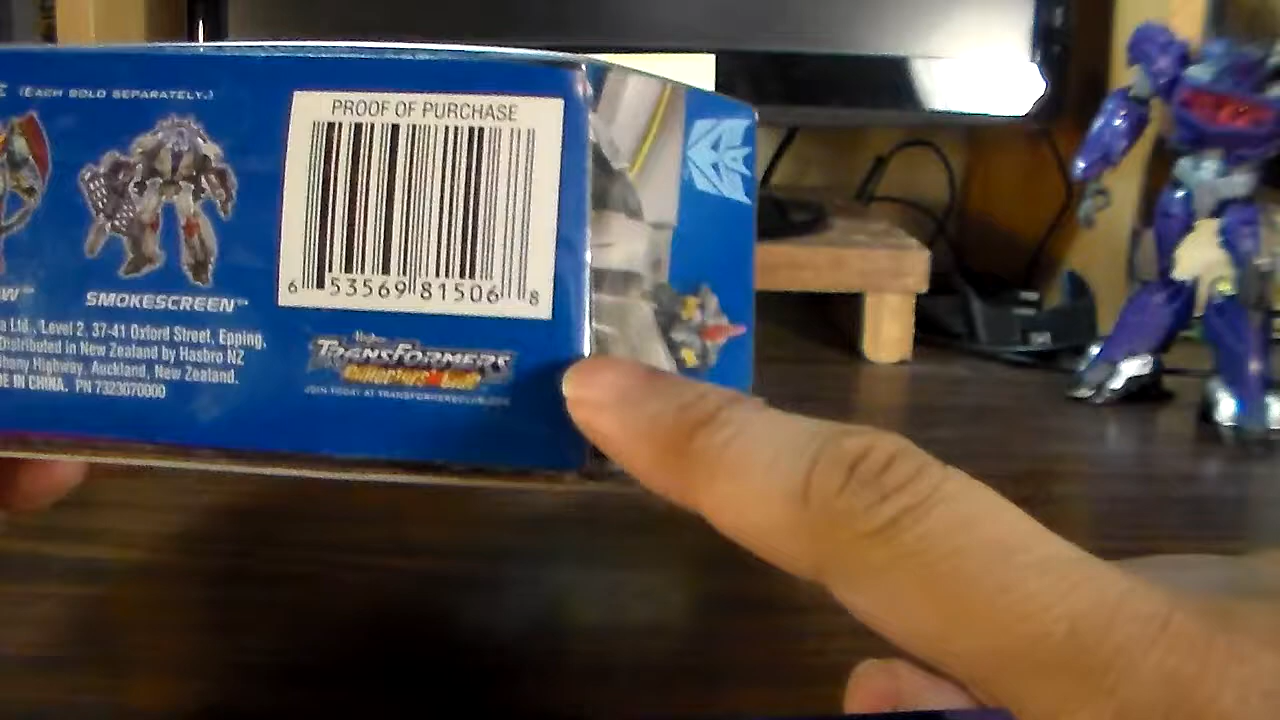 (EACH SOLD SEPARATELY.)
PROOF OF PURCHASE
6 53569 81506 8
SMOKESCREEN™
Ltd., Level 2, 37-41 Oxford Street, Epping,
Distributed in New Zealand by Hasbro NZ
Highway, Auckland, New Zealand.
IN CHINA. PN 7323070000
TRANSFORMERS
JOIN TODAY AT TRANSFORMERSCLUB.COM